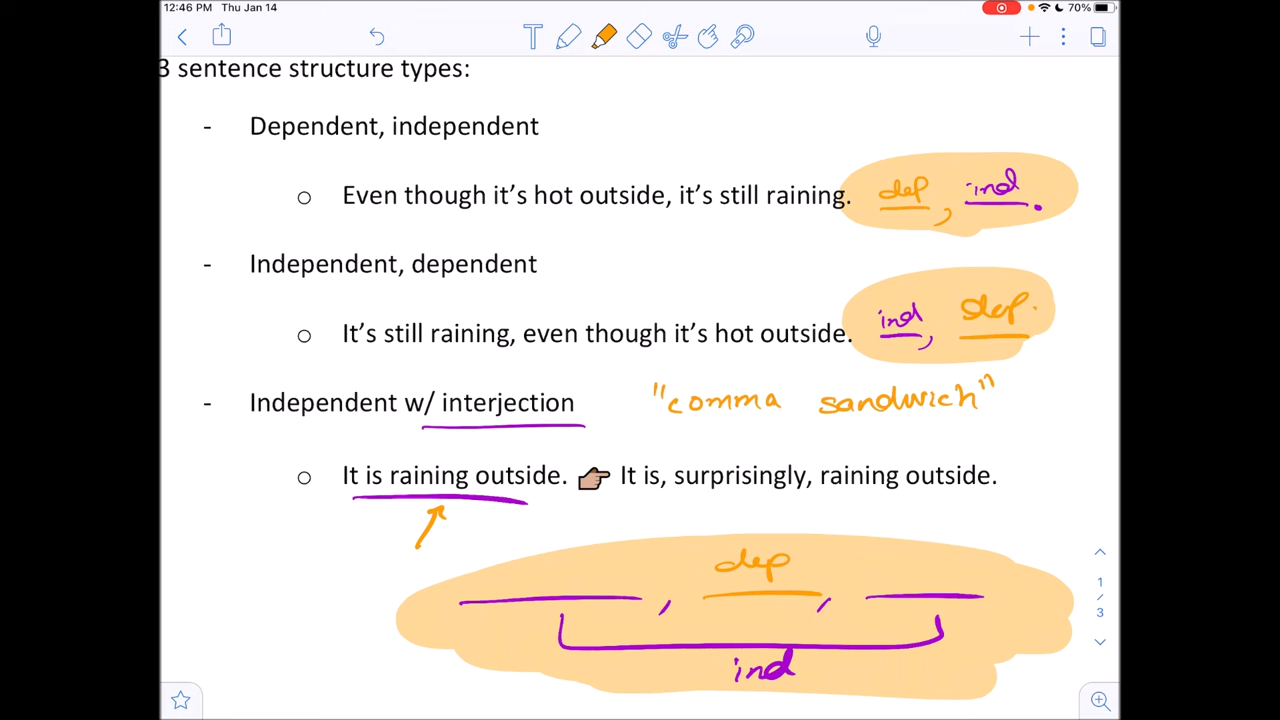 12:46 PM Thu Jan 14
70%
3 sentence structure types:
- Dependent, independent
o Even though it's hot outside, it's still raining. dep, ind.
- Independent, dependent
o It's still raining, even though it's hot outside. ind, dep.
- Independent w/ interjection "comma sandwich"
o It is raining outside. 👉 It is, surprisingly, raining outside.
, dep ,
ind
1
/
3